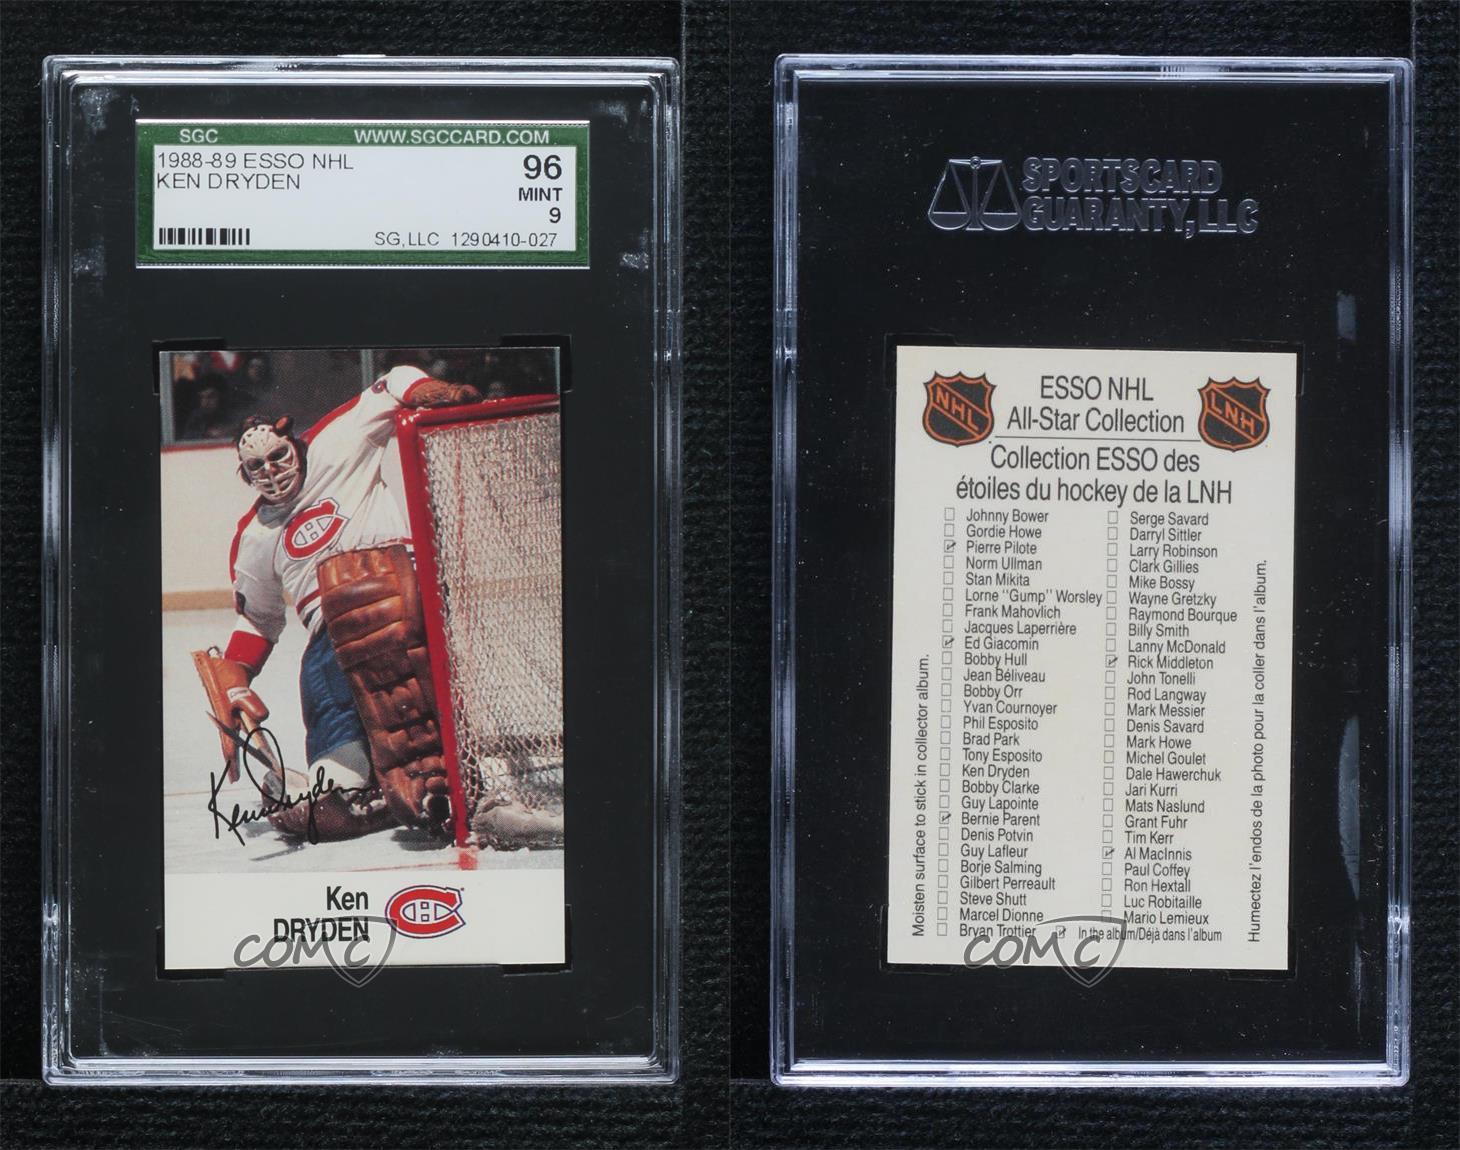 SGC WWW.SGCCARD.COM
1988-89 ESSO NHL 96
KEN DRYDEN MINT
9
SG,LLC 1290410-027
Ken Dryden
Ken
DRYDEN
COMC
SPORTSCARD
GUARANTY, LLC
NHL
ESSO NHL
All-Star Collection
LNH
Collection ESSO des
étoiles du hockey de la LNH
Johnny Bower
Gordie Howe
Pierre Pilote
Norm Ullman
Stan Mikita
Lorne "Gump" Worsley
Frank Mahovlich
Jacques Laperrière
Ed Giacomin
Bobby Hull
Jean Béliveau
Bobby Orr
Yvan Cournoyer
Phil Esposito
Brad Park
Tony Esposito
Ken Dryden
Bobby Clarke
Guy Lapointe
Bernie Parent
Denis Potvin
Guy Lafleur
Borje Salming
Gilbert Perreault
Steve Shutt
Marcel Dionne
Bryan Trottier
Serge Savard
Darryl Sittler
Larry Robinson
Clark Gillies
Mike Bossy
Wayne Gretzky
Raymond Bourque
Billy Smith
Lanny McDonald
Rick Middleton
John Tonelli
Rod Langway
Mark Messier
Denis Savard
Mark Howe
Michel Goulet
Dale Hawerchuk
Jari Kurri
Mats Naslund
Grant Fuhr
Tim Kerr
Al MacInnis
Paul Coffey
Ron Hextall
Luc Robitaille
Mario Lemieux
In the album/Déjà dans l'album
Moisten surface to stick in collector album.
Humectez l'endos de la photo pour la coller dans l'album.
COMC